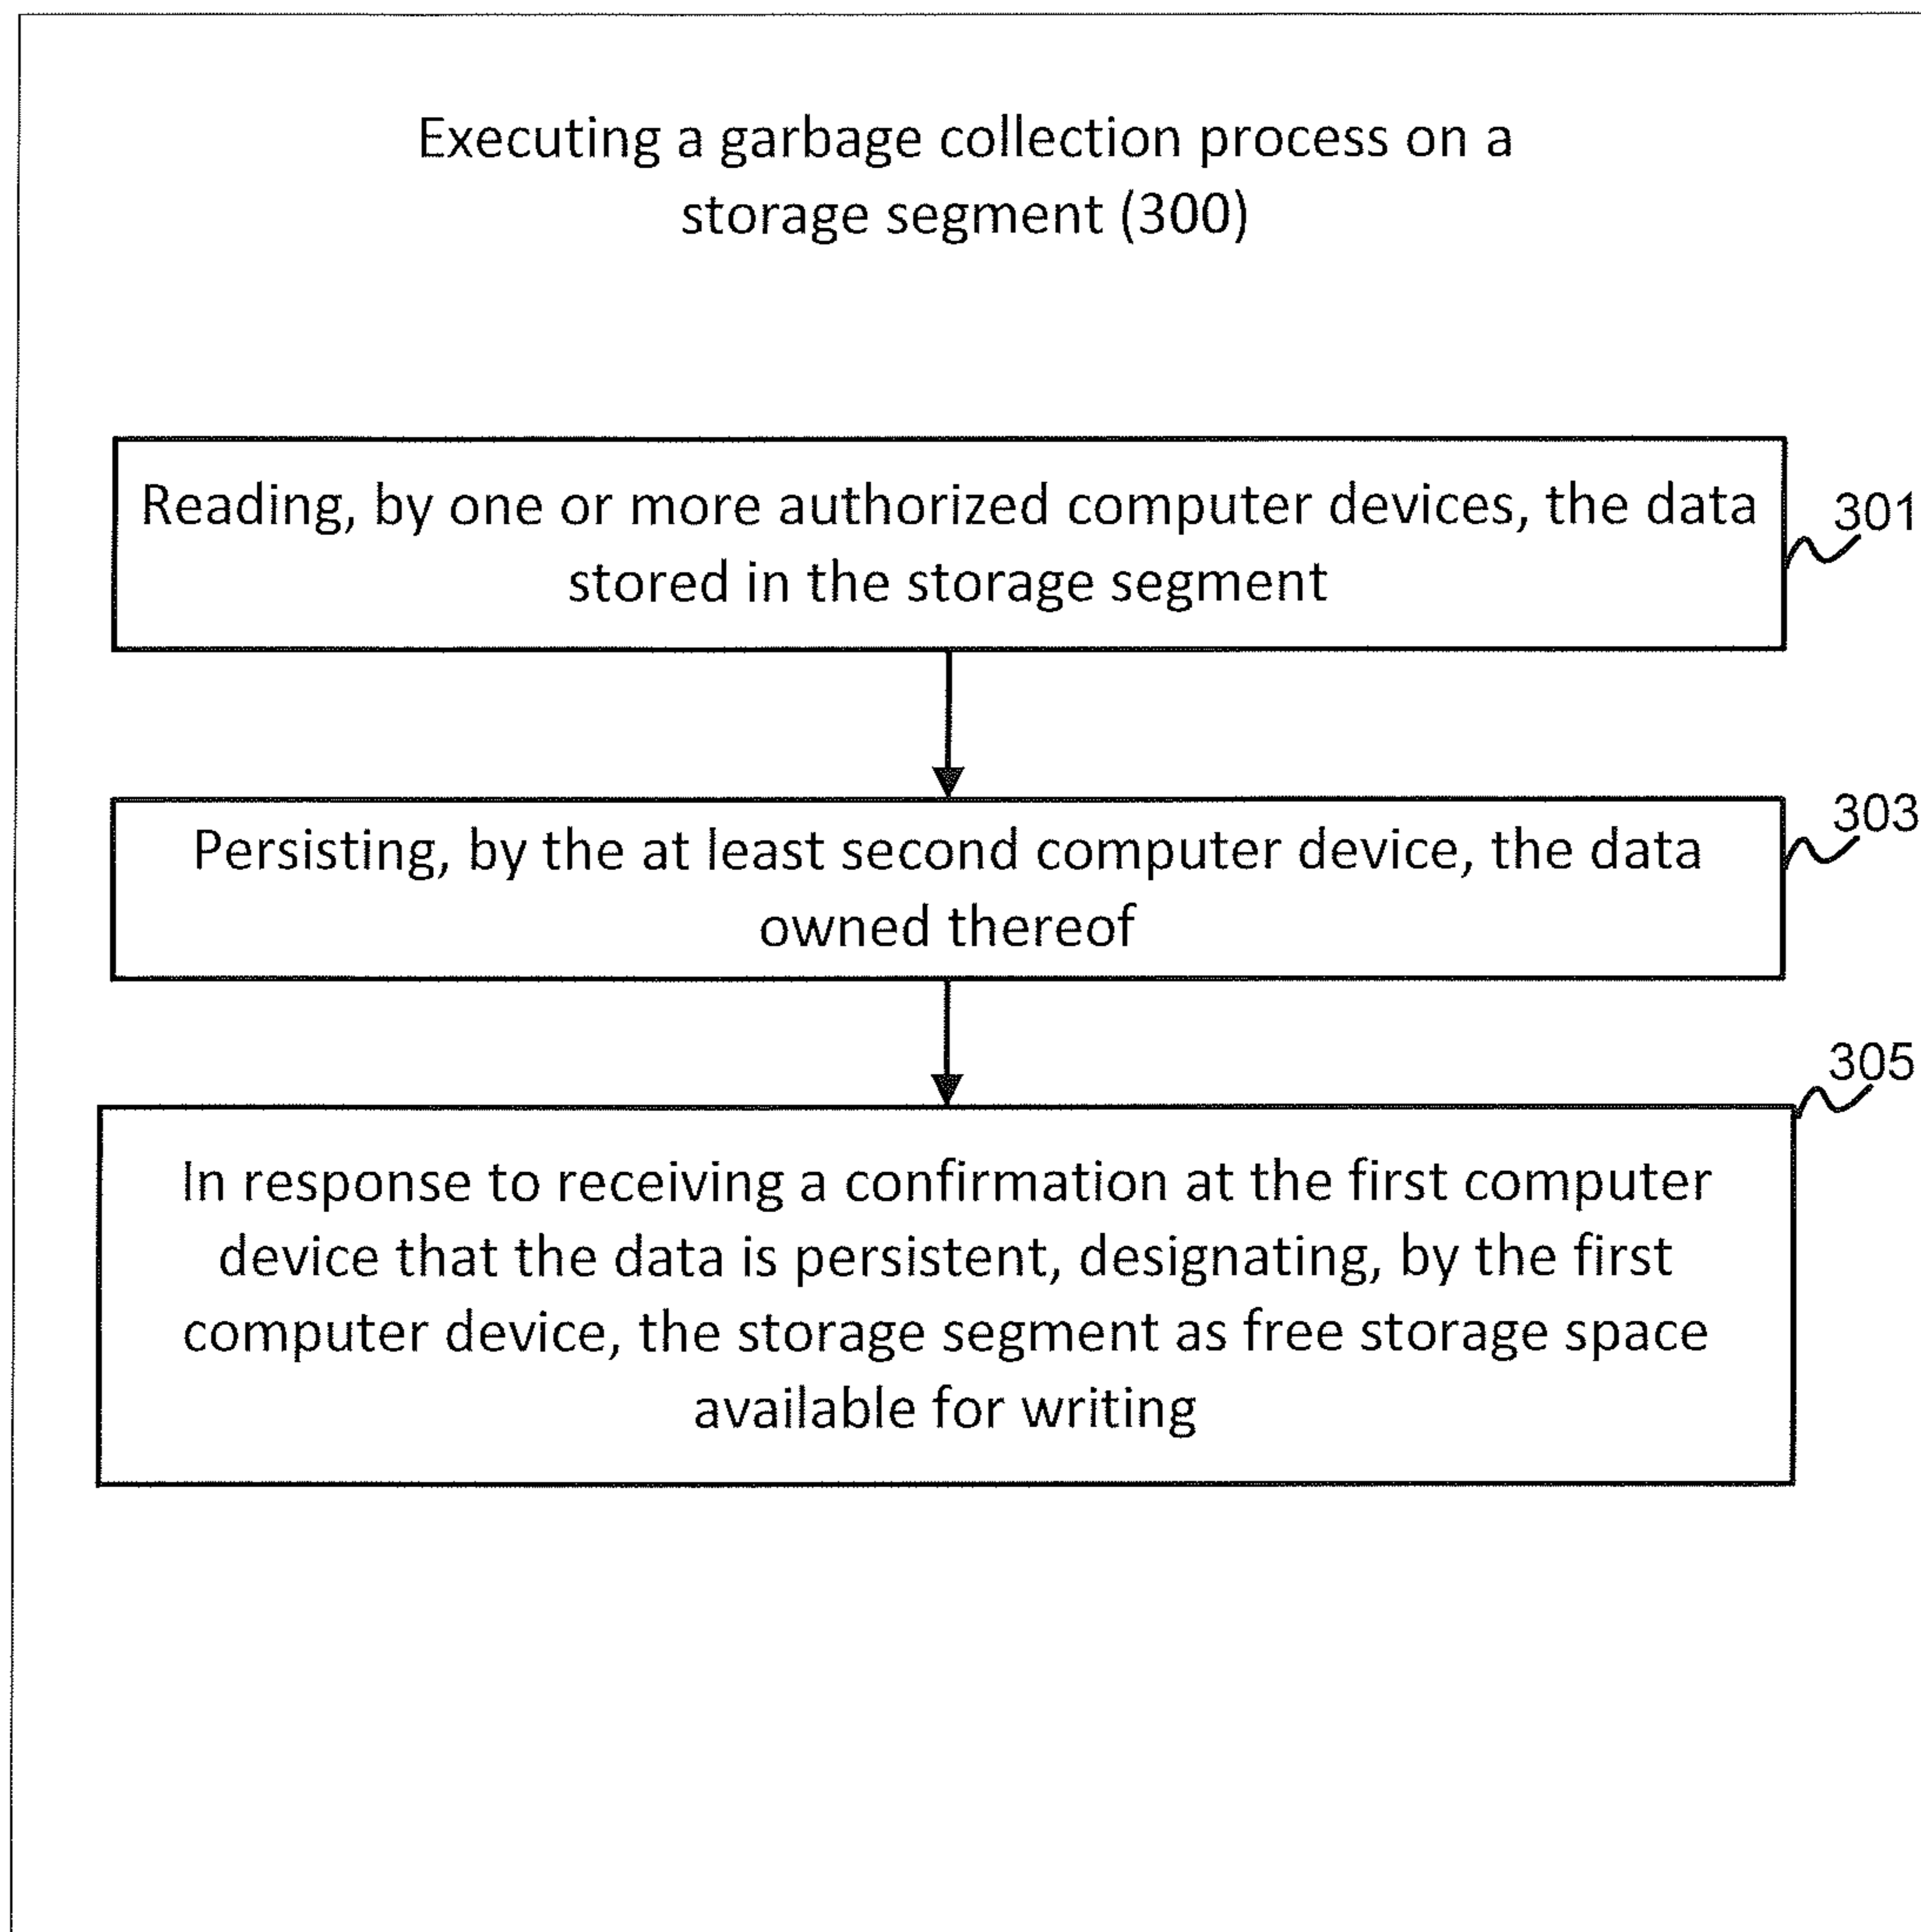 Executing a garbage collection process on a
storage segment (300)
Reading, by one or more authorized computer devices, the data
stored in the storage segment
301
Persisting, by the at least second computer device, the data
owned thereof
303
305
In response to receiving a confirmation at the first computer
device that the data is persistent, designating, by the first
computer device, the storage segment as free storage space
available for writing